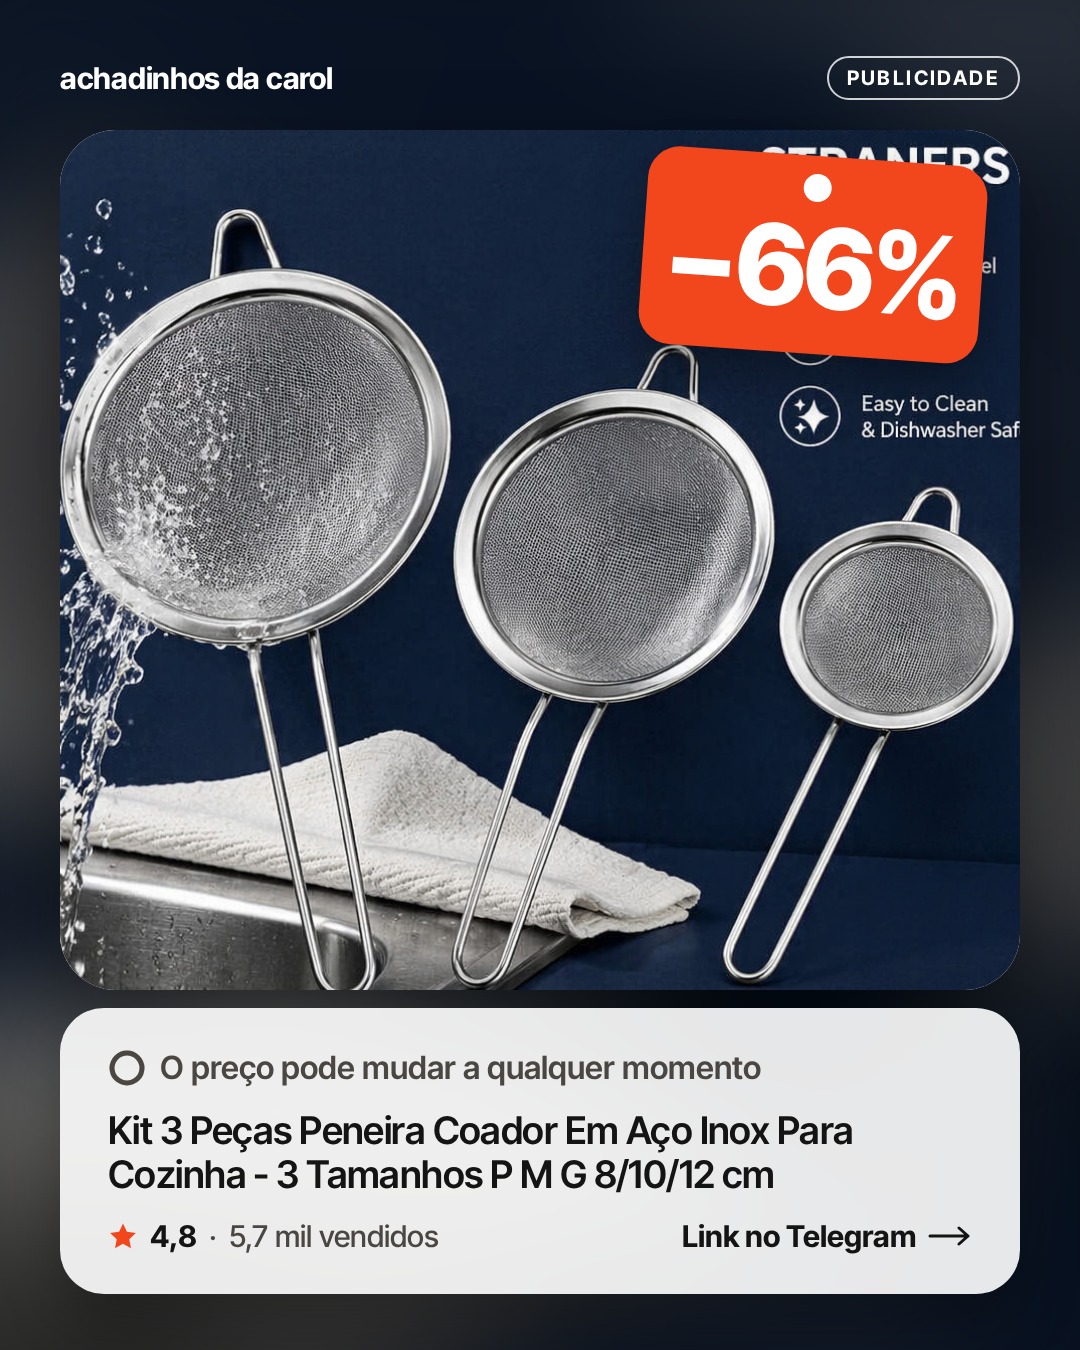 achadinhos da carol
PUBLICIDADE
-66%
Easy to Clean
& Dishwasher Saf
O preço pode mudar a qualquer momento
Kit 3 Peças Peneira Coador Em Aço Inox Para
Cozinha - 3 Tamanhos P M G 8/10/12 cm
4,8 · 5,7 mil vendidos
Link no Telegram →